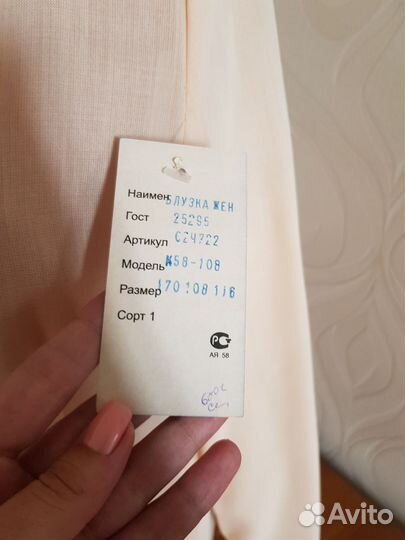 Наимен БЛУЗКА ЖЕН
Гост 25295
Артикул С24722
Модель К58-108
Размер 170 108 116
Сорт 1
РС
АЯ 58
Avito